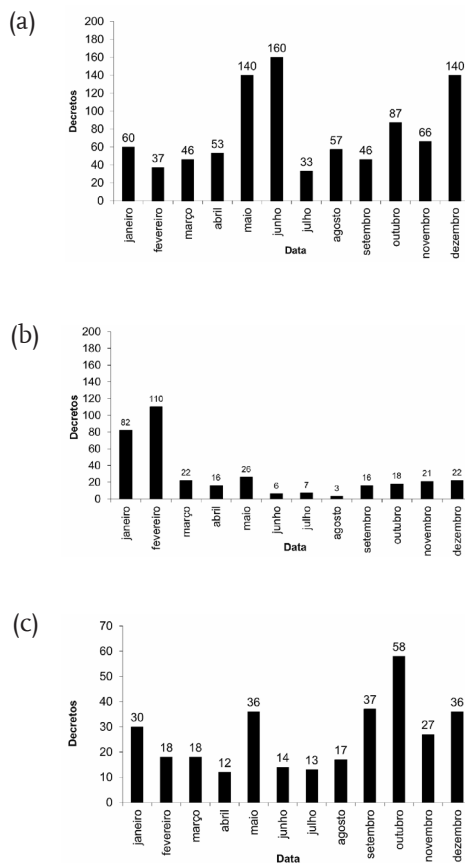 (a)
200
180
160
140
120
100
80
60
40
20
0
Decretos
60
37
46
53
140
160
33
57
46
87
66
140
janeiro
fevereiro
março
abril
maio
junho
julho
agosto
setembro
outubro
novembro
dezembro
Data
(b)
200
180
160
140
120
100
80
60
40
20
0
Decretos
82
110
22
16
26
6
7
3
16
18
21
22
janeiro
fevereiro
março
abril
maio
junho
julho
agosto
setembro
outubro
novembro
dezembro
Data
(c)
70
60
50
40
30
20
10
0
Decretos
30
18
18
12
36
14
13
17
37
58
27
36
janeiro
fevereiro
março
abril
maio
junho
julho
agosto
setembro
outubro
novembro
dezembro
Data